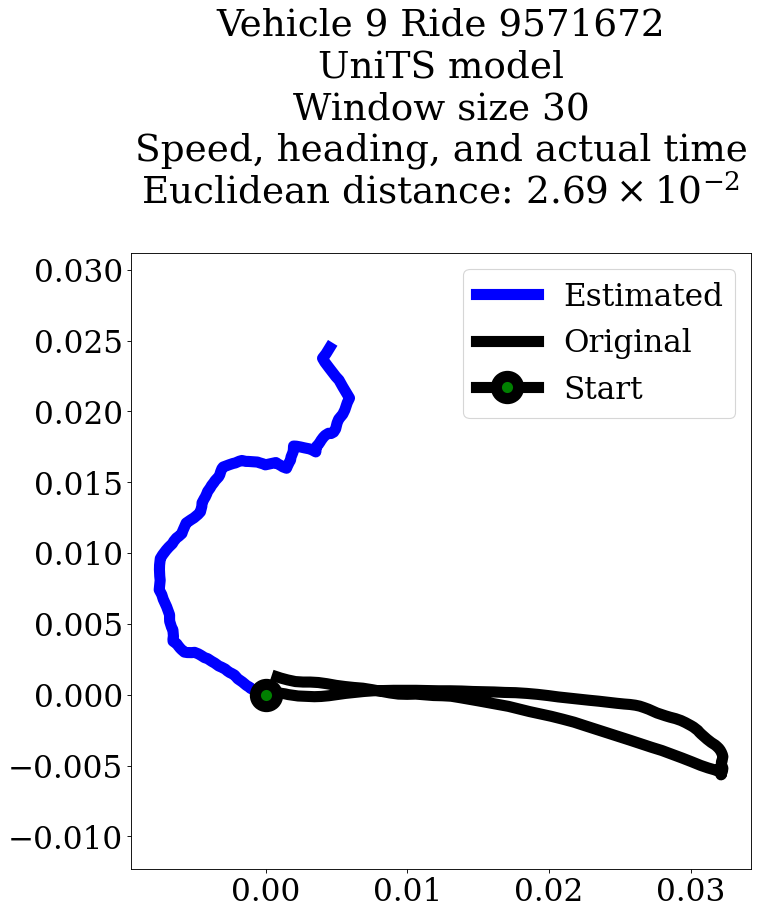 Vehicle 9 Ride 9571672
UniTS model
Window size 30
Speed, heading, and actual time
Euclidean distance: 2.69 × 10⁻²
Estimated
Original
Start
0.030
0.025
0.020
0.015
0.010
0.005
0.000
−0.005
−0.010
0.00 0.01 0.02 0.03